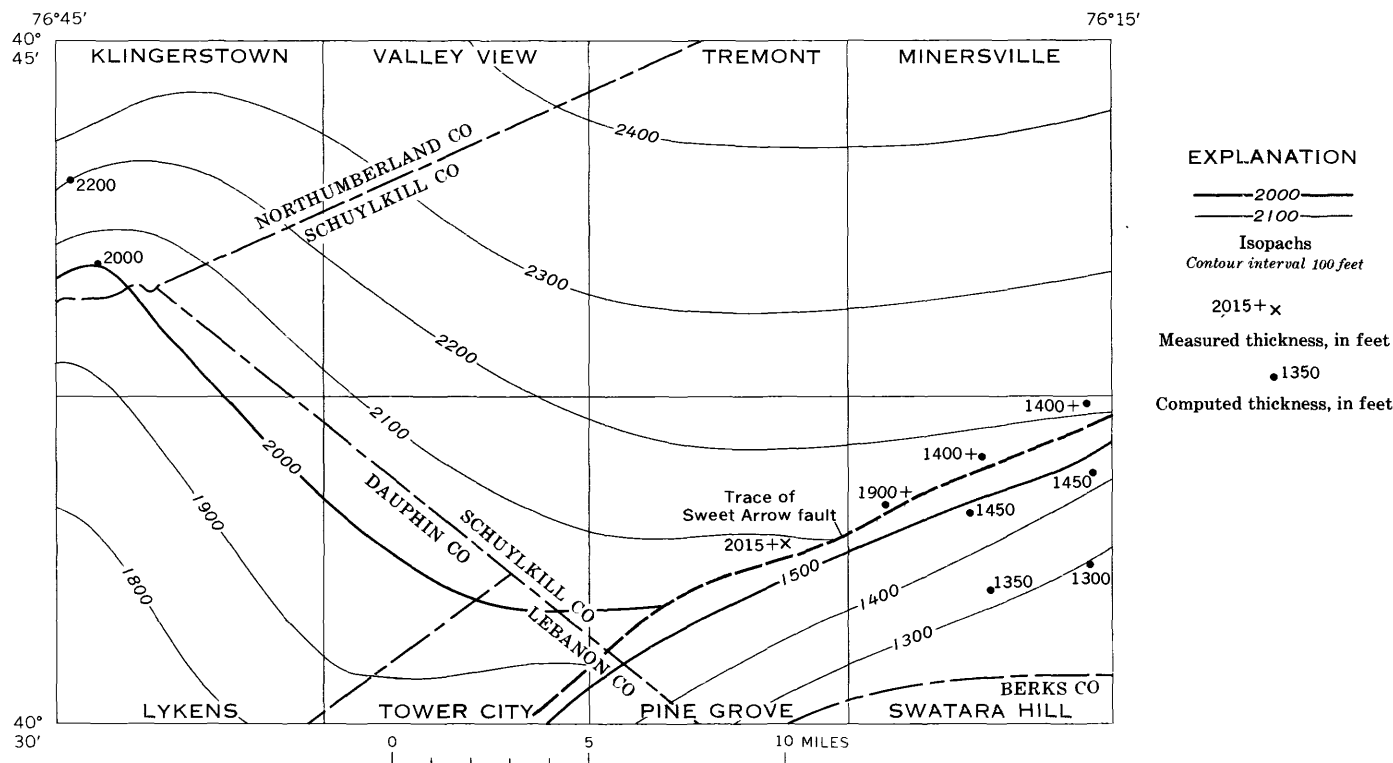 76°45′
76°15′
40°
45′
KLINGERSTOWN
VALLEY VIEW
TREMONT
MINERSVILLE
2400
NORTHUMBERLAND CO
SCHUYLKILL CO
2200
2000
2300
2200
2100
2000
1900
1800
DAUPHIN CO
SCHUYLKILL CO
LEBANON CO
Trace of
Sweet Arrow fault
2015+
1400+
1400+
1900+
1450
1450
1500
1400
1350
1300
1300
BERKS CO
LYKENS
TOWER CITY
PINE GROVE
SWATARA HILL
40°
30′
0 5 10 MILES
EXPLANATION
2000
2100
Isopachs
Contour interval 100 feet
2015+
Measured thickness, in feet
1350
Computed thickness, in feet